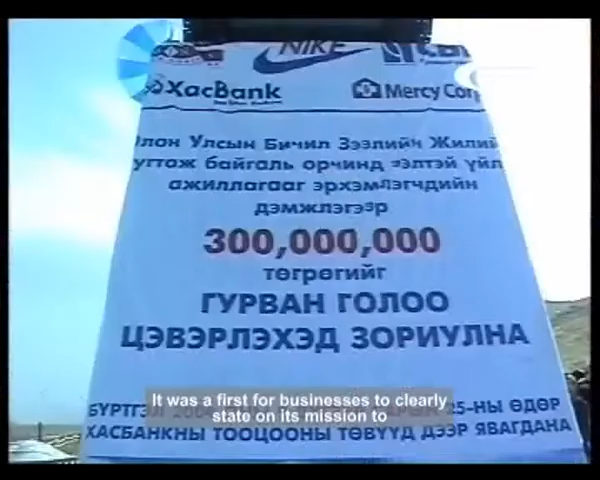 NIKE
XacBank Mercy Corp
Улсын Бичил Зээлийн Жилий
байгаль орчинд ээлтэй үйл
ажиллагааг эрхэмлэгчдийн
дэмжлэгээр
300,000,000
төгрөгийг
ГУРВАН ГОЛОО
ЦЭВЭРЛЭХЭД ЗОРИУЛНА
It was a first for businesses to clearly
state on its mission to
25-НЫ ӨДӨР
ХАСБАНКНЫ ТООЦООНЫ ТӨВҮҮД ДЭЭР ЯВАГДАНА